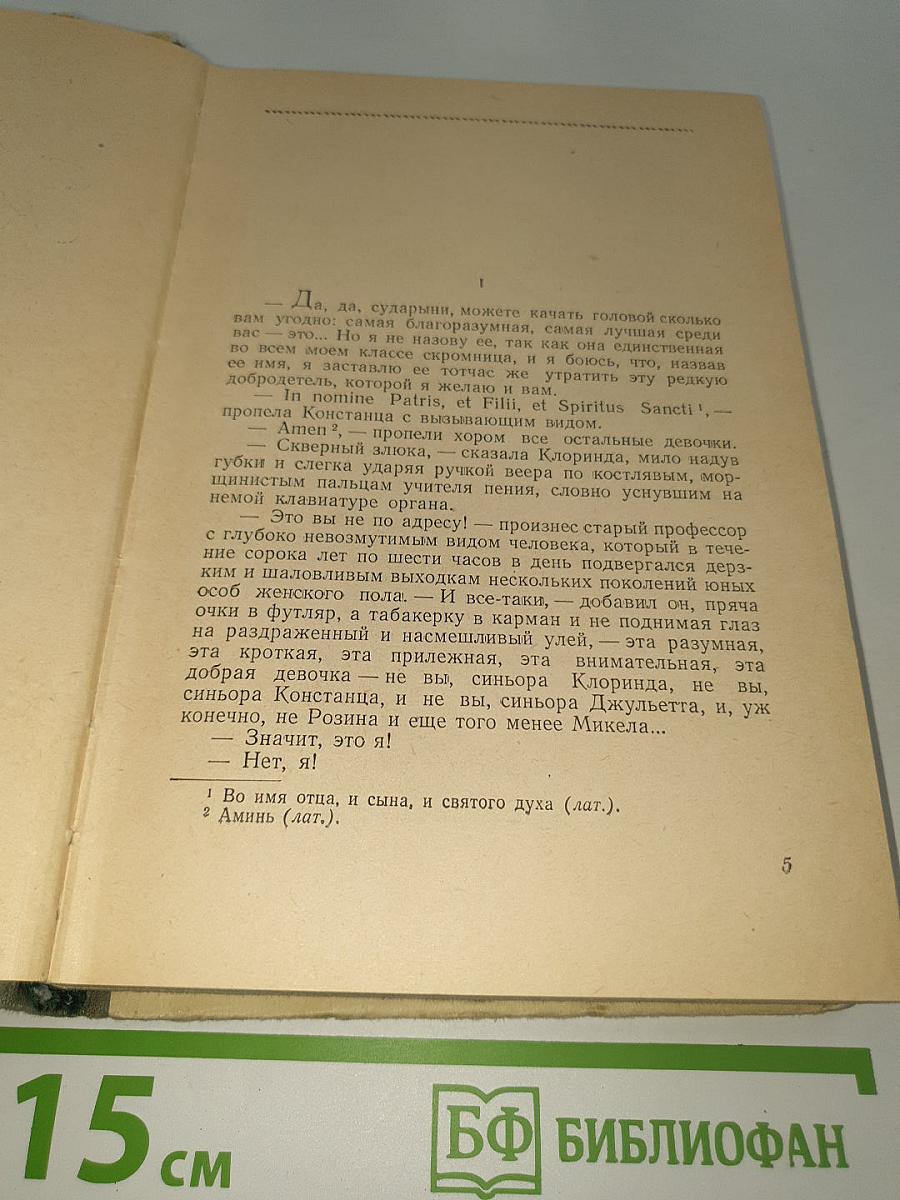 I
— Да, да, сударыни, можете качать головой сколько
вам угодно: самая благоразумная, самая лучшая среди
вас — это... Но я не назову ее, так как она единственная
во всем моем классе скромница, и я боюсь, что, назвав
ее имя, я заставлю ее тотчас же утратить эту редкую
добродетель, которой я желаю и вам.
— In nomine Patris, et Filii, et Spiritus Sancti ¹, —
пропела Констанца с вызывающим видом.
— Amen ², — пропели хором все остальные девочки.
— Скверный злюка, — сказала Клоринда, мило надув
губки и слегка ударяя ручкой веера по костлявым, мор-
щинистым пальцам учителя пения, словно уснувшим на
немой клавиатуре органа.
— Это вы не по адресу! — произнес старый профессор
с глубоко невозмутимым видом человека, который в тече-
ние сорока лет по шести часов в день подвергался дерз-
ким и шаловливым выходкам нескольких поколений юных
особ женского пола. — И все-таки, — добавил он, пряча
очки в футляр, а табакерку в карман и не поднимая глаз
на раздраженный и насмешливый улей, — эта разумная,
эта кроткая, эта прилежная, эта внимательная, эта
добрая девочка — не вы, синьора Клоринда, не вы,
синьора Констанца, и не вы, синьора Джульетта, и, уж
конечно, не Розина и еще того менее Микела...
— Значит, это я!
— Нет, я!
¹ Во имя отца, и сына, и святого духа (лат.).
² Аминь (лат.).
5
15 см
БФ БИБЛИОФАН